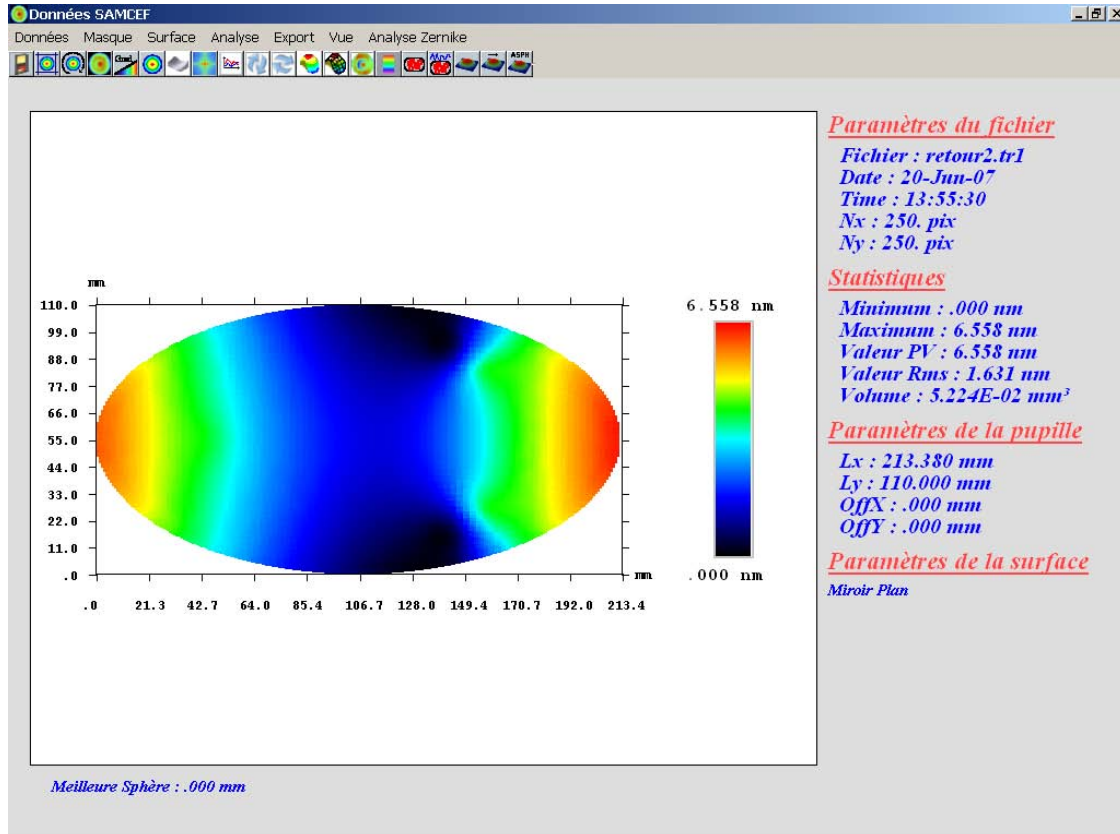 Données SAMCEF
Données Masque Surface Analyse Export Vue Analyse Zernike
ASPH
Paramètres du fichier
Fichier : retour2.tr1
Date : 20-Jun-07
Time : 13:55:30
Nx : 250. pix
Ny : 250. pix
Statistiques
Minimum : .000 nm
Maximum : 6.558 nm
Valeur PV : 6.558 nm
Valeur Rms : 1.631 nm
Volume : 5.224E-02 mm³
Paramètres de la pupille
Lx : 213.380 mm
Ly : 110.000 mm
OffX : .000 mm
OffY : .000 mm
Paramètres de la surface
Miroir Plan
mm
110.0
99.0
88.0
77.0
66.0
55.0
44.0
33.0
22.0
11.0
.0
mm
.0 21.3 42.7 64.0 85.4 106.7 128.0 149.4 170.7 192.0 213.4
6.558 nm
.000 nm
Meilleure Sphère : .000 mm